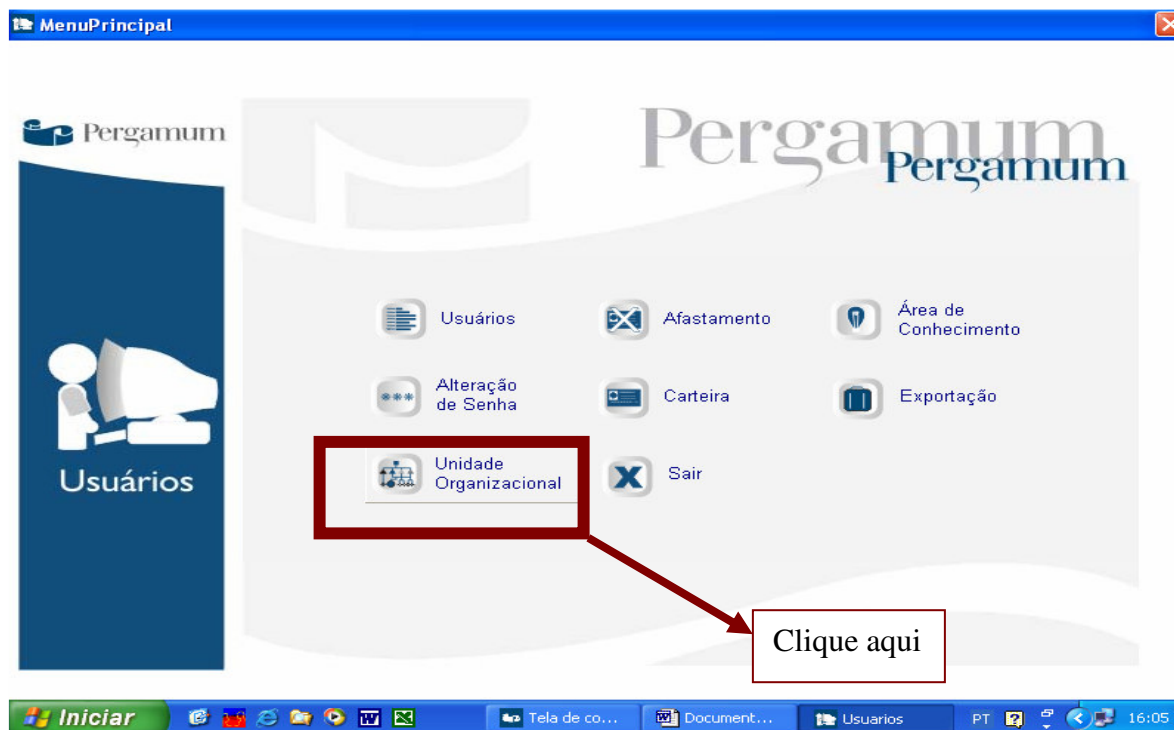 MenuPrincipal
Pergamum
Pergamum
Pergamum
Usuários
Usuários
Afastamento
Área de
Conhecimento
Alteração
de Senha
Carteira
Exportação
Unidade
Organizacional
Sair
Clique aqui
Iniciar
Tela de co...
Document...
Usuarios
PT
16:05